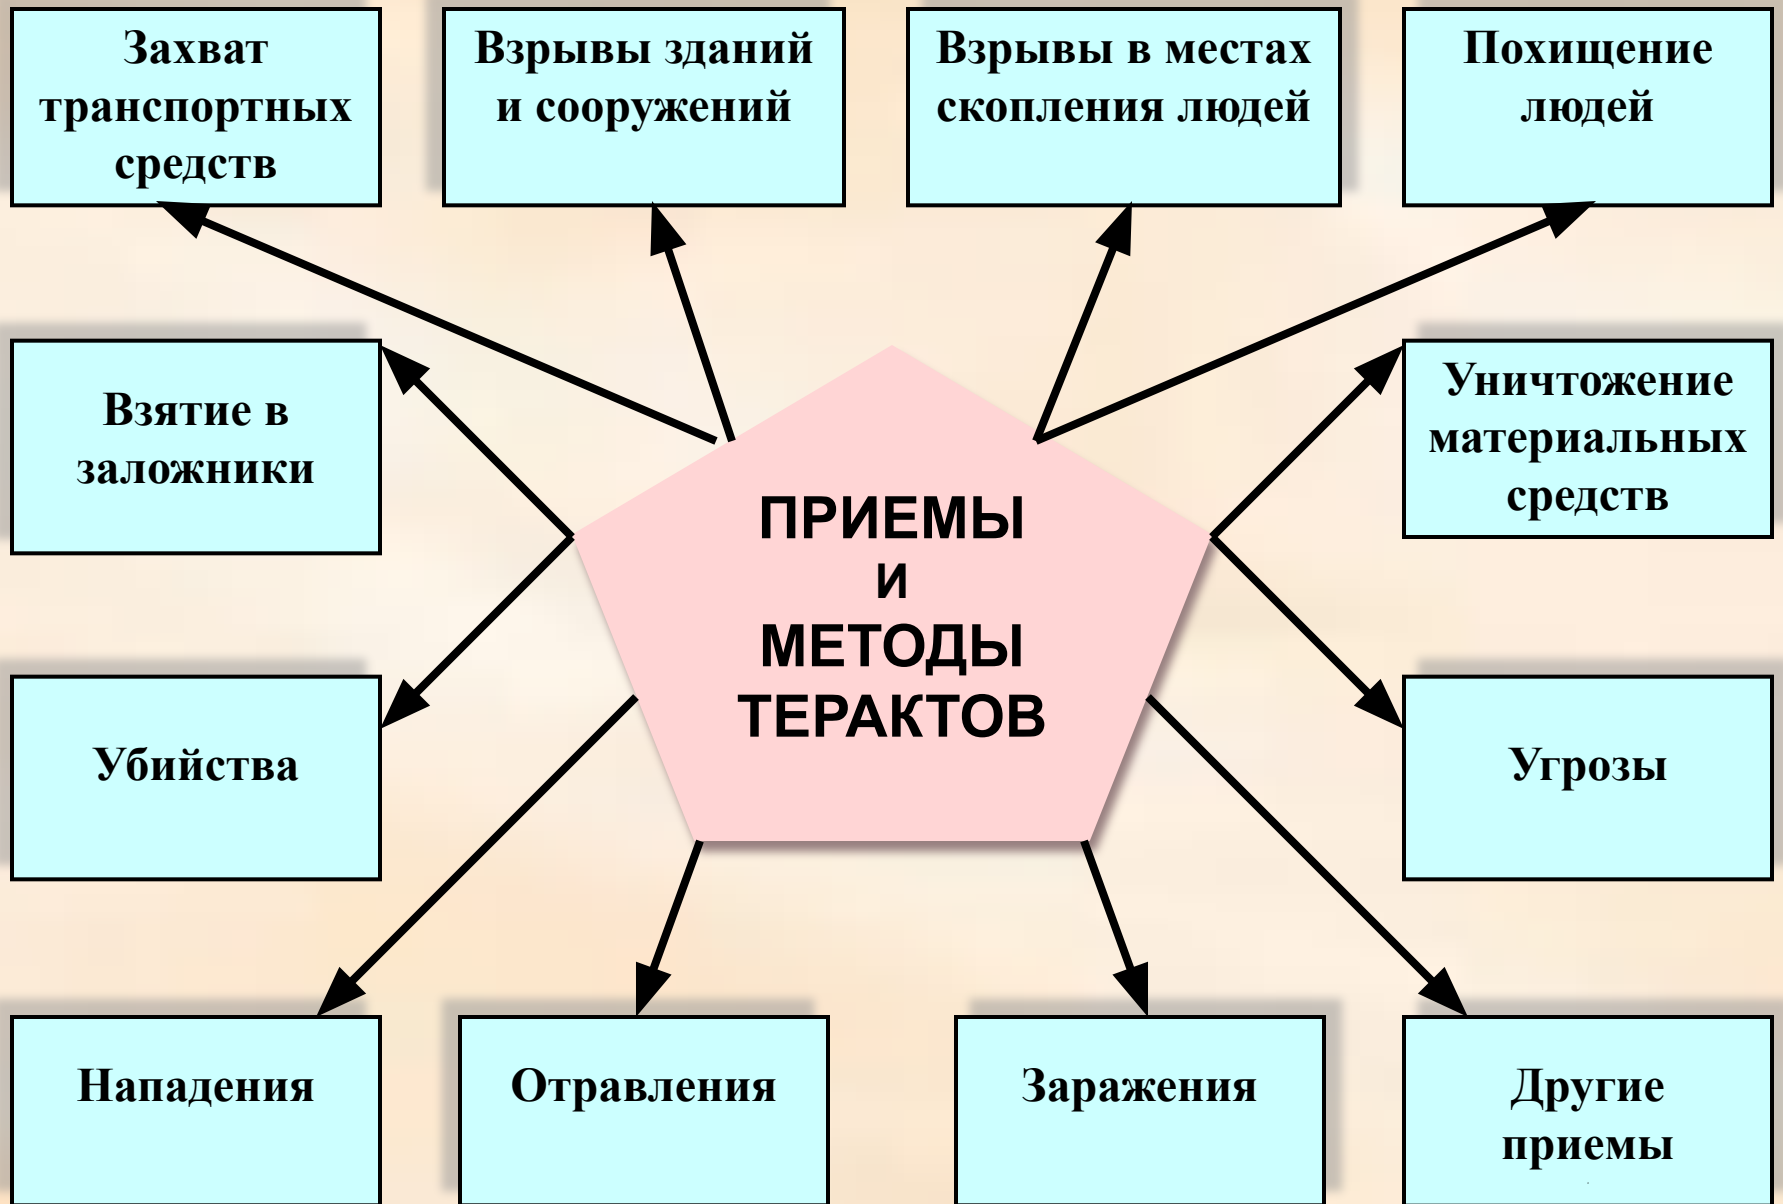 Захват
транспортных
средств
Взрывы зданий
и сооружений
Взрывы в местах
скопления людей
Похищение
людей
Взятие в
заложники
Уничтожение
материальных
средств
ПРИЕМЫ
И
МЕТОДЫ
ТЕРАКТОВ
Убийства
Угрозы
Нападения
Отравления
Заражения
Другие
приемы